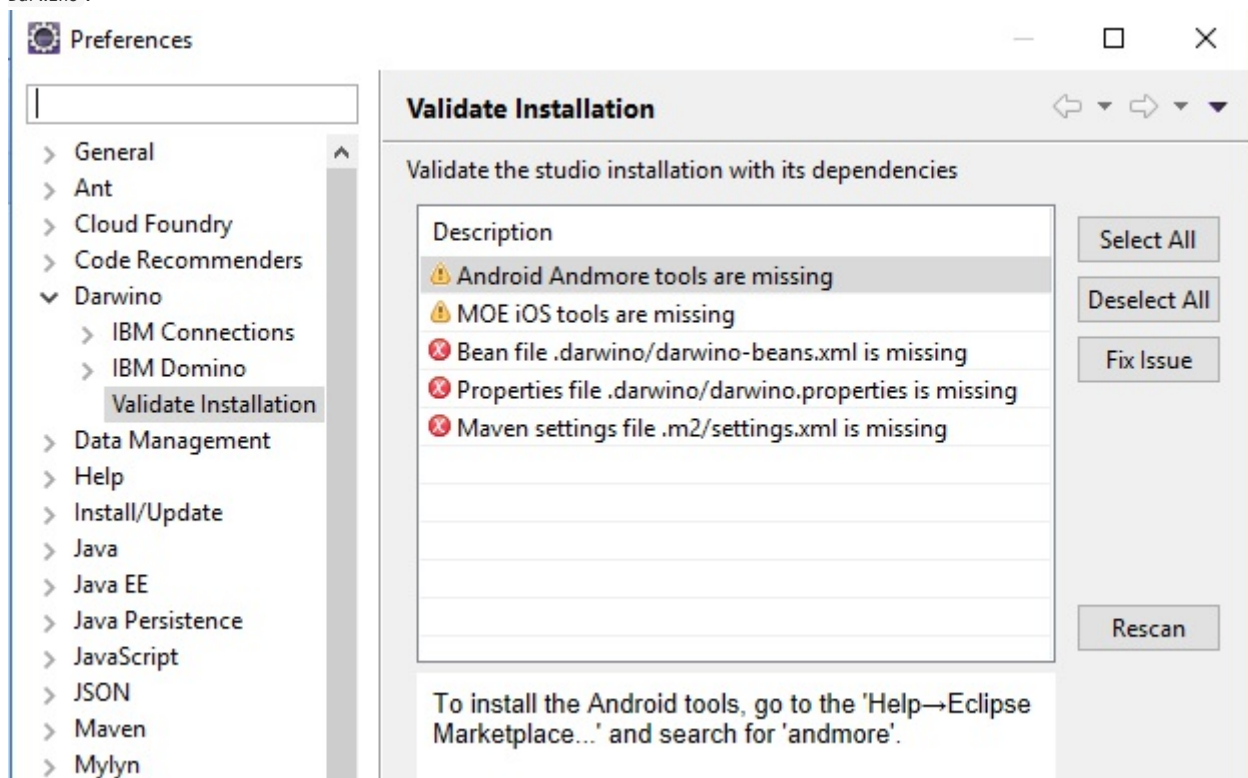 Preferences
Validate Installation
General
Ant
Cloud Foundry
Code Recommenders
Darwino
IBM Connections
IBM Domino
Validate Installation
Data Management
Help
Install/Update
Java
Java EE
Java Persistence
JavaScript
JSON
Maven
Mylyn
Validate the studio installation with its dependencies
Description
Android Andmore tools are missing
MOE iOS tools are missing
Bean file .darwino/darwino-beans.xml is missing
Properties file .darwino/darwino.properties is missing
Maven settings file .m2/settings.xml is missing
Select All
Deselect All
Fix Issue
Rescan
To install the Android tools, go to the 'Help→Eclipse
Marketplace...' and search for 'andmore'.